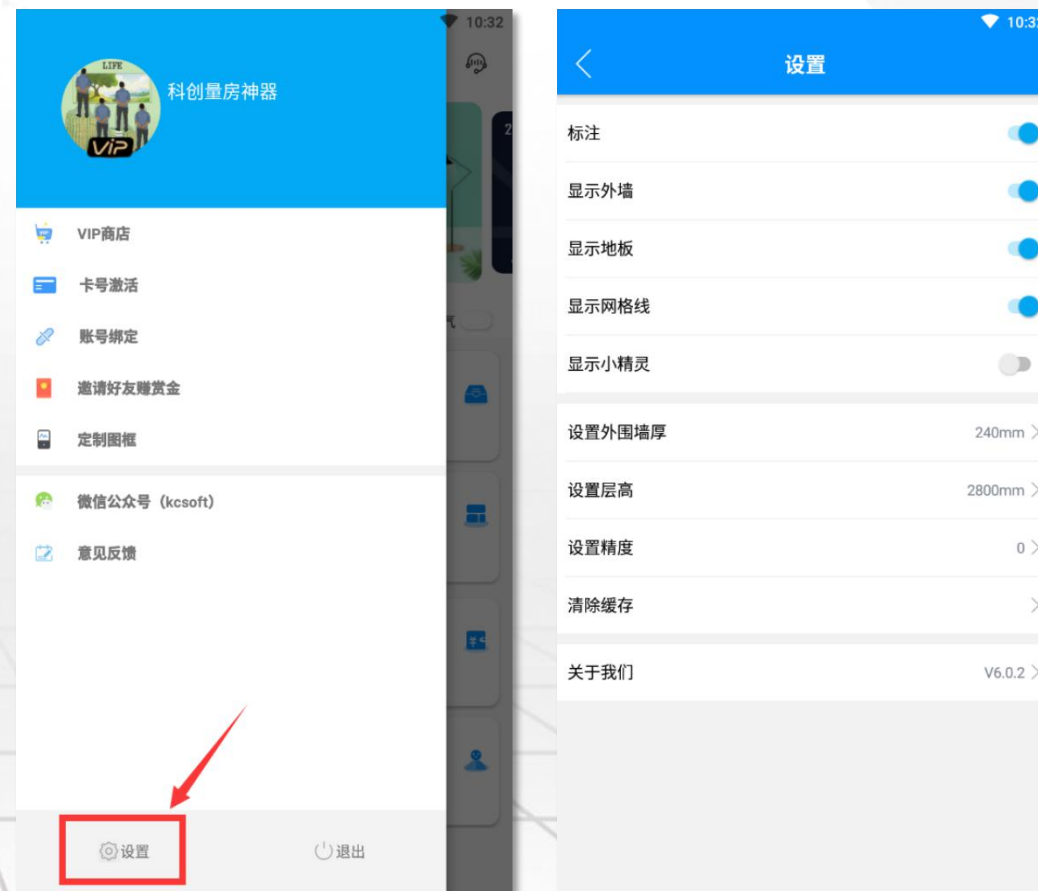 10:32
LIFE
VIP
科创量房神器
2
VIP商店
卡号激活
账号绑定
气
邀请好友赚赏金
定制图框
微信公众号（kcsoft）
意见反馈
设置
退出
10:32
设置
标注
显示外墙
显示地板
显示网格线
显示小精灵
设置外围墙厚 240mm
设置层高 2800mm
设置精度 0
清除缓存
关于我们 V6.0.2